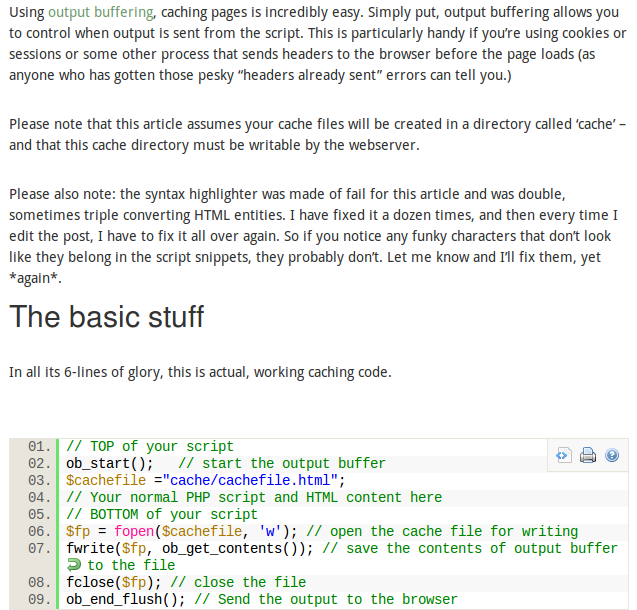 Using output buffering, caching pages is incredibly easy. Simply put, output buffering allows you
to control when output is sent from the script. This is particularly handy if you’re using cookies or
sessions or some other process that sends headers to the browser before the page loads (as
anyone who has gotten those pesky “headers already sent” errors can tell you.)
Please note that this article assumes your cache files will be created in a directory called ‘cache’ –
and that this cache directory must be writable by the webserver.
Please also note: the syntax highlighter was made of fail for this article and was double,
sometimes triple converting HTML entities. I have fixed it a dozen times, and then every time I
edit the post, I have to fix it all over again. So if you notice any funky characters that don’t look
like they belong in the script snippets, they probably don’t. Let me know and I’ll fix them, yet
*again*.
The basic stuff
In all its 6-lines of glory, this is actual, working caching code.
01. // TOP of your script
02. ob_start();   // start the output buffer
03. $cachefile ="cache/cachefile.html";
04. // Your normal PHP script and HTML content here
05. // BOTTOM of your script
06. $fp = fopen($cachefile, 'w'); // open the cache file for writing
07. fwrite($fp, ob_get_contents()); // save the contents of output buffer
to the file
08. fclose($fp); // close the file
09. ob_end_flush(); // Send the output to the browser